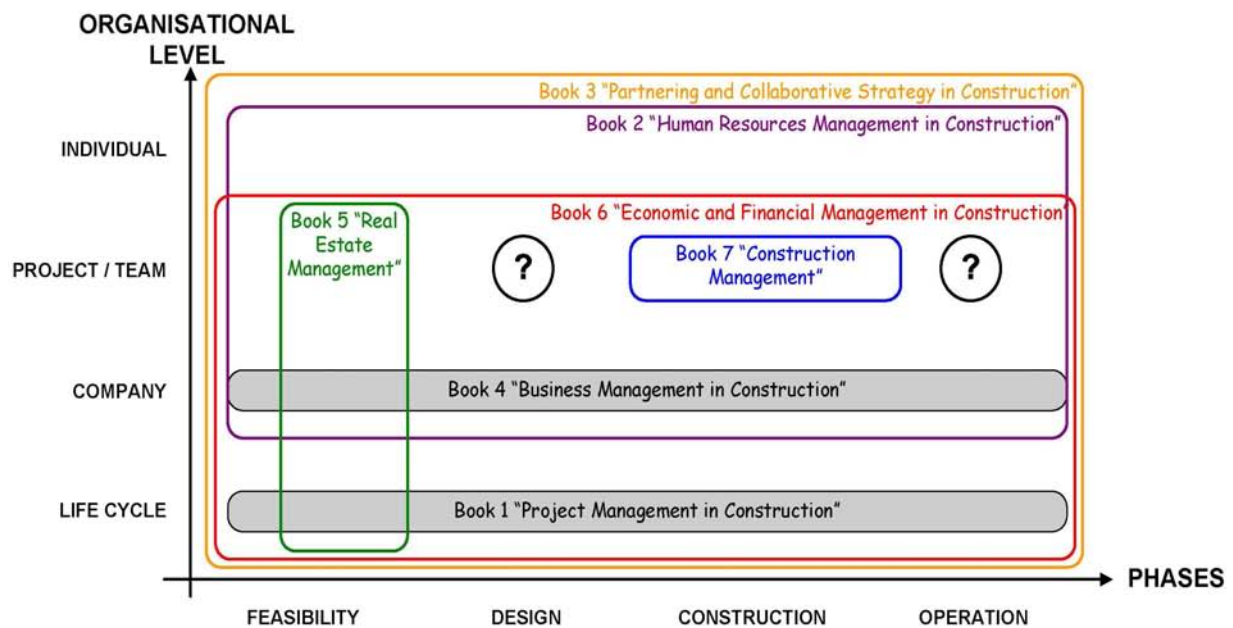 ORGANISATIONAL
LEVEL
Book 3 “Partnering and Collaborative Strategy in Construction”
Book 2 “Human Resources Management in Construction”
INDIVIDUAL
Book 6 “Economic and Financial Management in Construction”
Book 5 “Real
Estate
Management”
PROJECT / TEAM
?
Book 7 “Construction
Management”
?
COMPANY
Book 4 “Business Management in Construction”
LIFE CYCLE
Book 1 “Project Management in Construction”
PHASES
FEASIBILITY
DESIGN
CONSTRUCTION
OPERATION